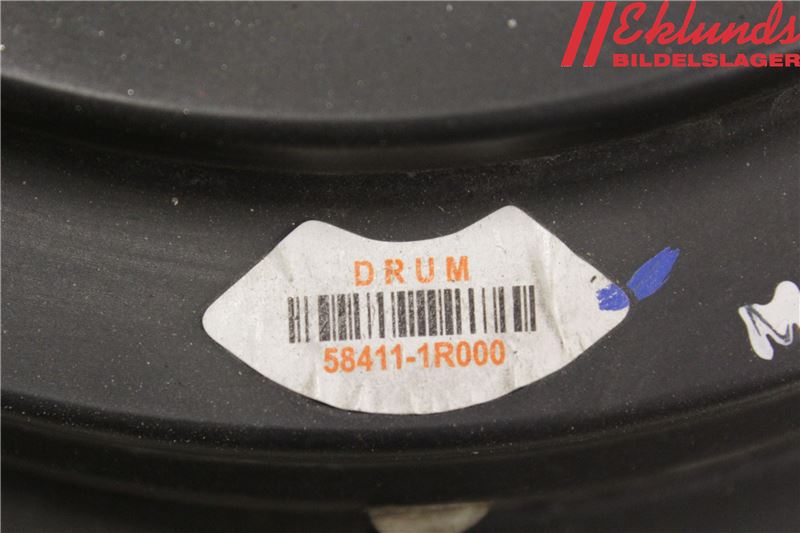 Eklunds
BILDELSLAGER
DRUM
58411-1R000